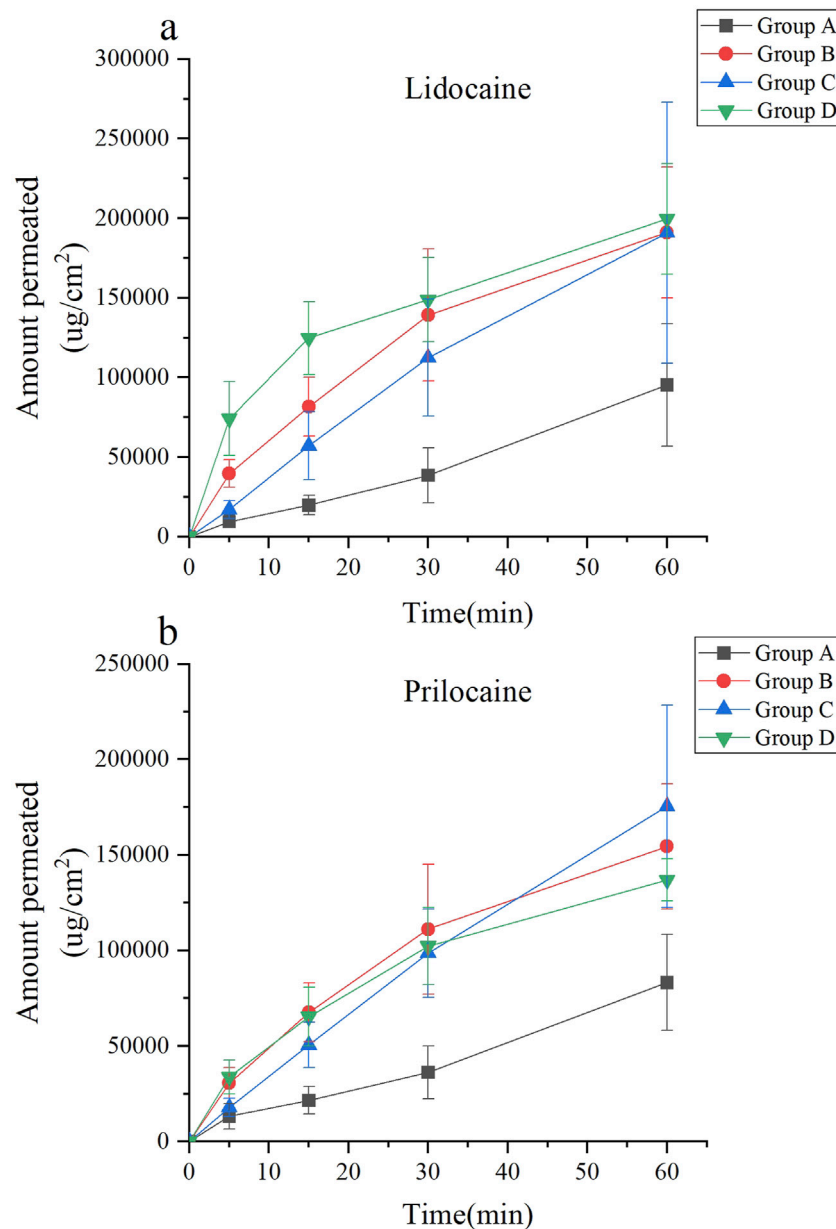 a
Group A
Group B
Group C
Group D
Lidocaine
300000
250000
200000
150000
100000
50000
0
Amount permeated
(ug/cm²)
0 10 20 30 40 50 60
Time(min)
b
Group A
Group B
Group C
Group D
Prilocaine
250000
200000
150000
100000
50000
0
Amount permeated
(ug/cm²)
0 10 20 30 40 50 60
Time(min)